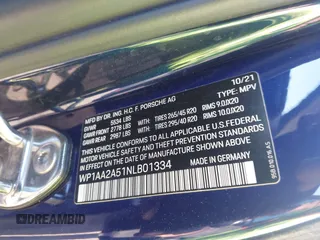 10/21
MFD BY DR. ING. H.C. F. PORSCHE AG TYPE: MPV
GVWR 5534 LBS
GAWR FRONT 2778 LBS WITH: TIRES 265/45 R20 RIMS 9.0JX20
GAWR REAR 2987 LBS WITH: TIRES 295/40 R20 RIMS 10.0JX20
THIS VEHICLE CONFORMS TO ALL APPLICABLE
FEDERAL MOTOR VEHICLE SAFETY, BUMPER
AND THEFT PREVENTION STANDARDS IN EFFECT
ON THE DATE OF MANUFACTURE SHOWN ABOVE.
WP1AA2A51NLB01334
DREAMBID